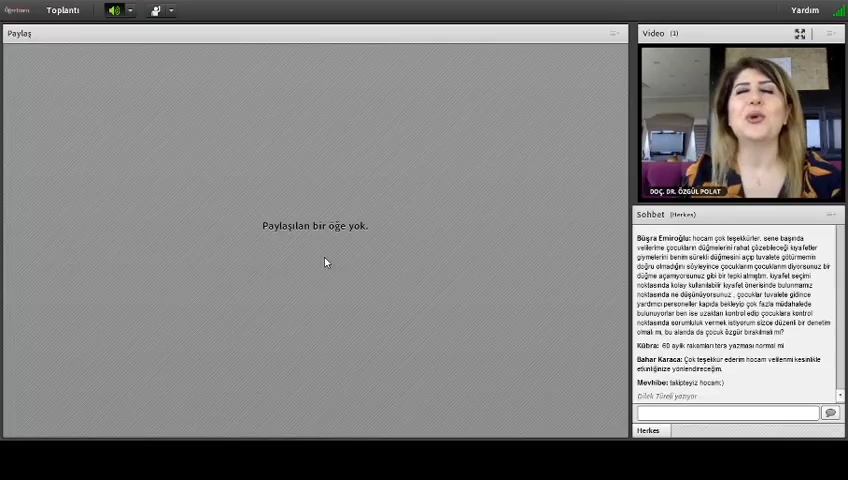 Öğretmen Toplantı Yardım
Paylaş
Video (1)
DOÇ. DR. ÖZGÜL POLAT
Paylaşılan bir öğe yok.
Sohbet (Herkes)
Büşra Emiroğlu: hocam çok teşekkürler. sene başında
velilerime çocukların düğmelerini rahat çözebileceği kıyafetler
giymelerini benim sürekli düğmesini açıp tuvalete götürmemin
doğru olmadığını söyleyince çocuklarım çocuklarım diyorsunuz bir
düğme açamıyorsunuz gibi bir tepki almıştım. kıyafet seçimi
noktasında kolay kullanılabilir kıyafet önerisinde bulunmamız
noktasında ne düşünüyorsunuz , çocuklar tuvalete gidince
yardımcı personeller kapıda bekleyip çok fazla müdahalede
bulunuyorlar ben ise uzaktan kontrol edip çocuklara kontrol
noktasında sorumluluk vermek istiyorum sizce düzenli bir denetim
olmalı mı, bu alanda da çocuk özgür bırakılmalı mı?
Kübra: 60 aylık rakamları ters yazması normal mi
Bahar Karaca: Çok teşekkür ederim hocam velilerimi kesinlikle
etkinliğinize yönlendireceğim.
Mevhibe: takipteyiz hocam:)
Dilek Türeli yazıyor...
Herkes